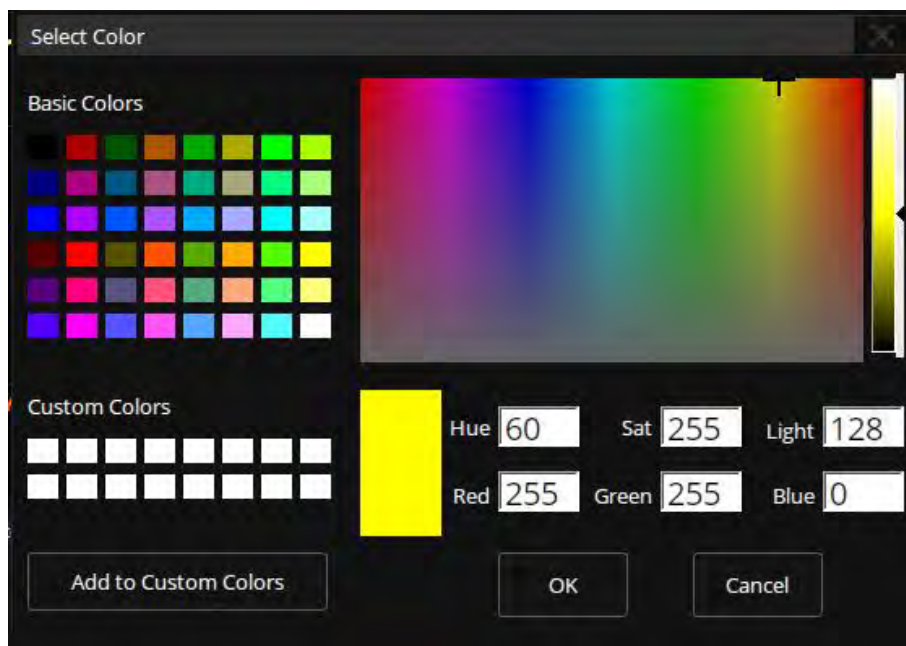 Select Color
Basic Colors
Custom Colors
Hue 60 Sat 255 Light 128
Red 255 Green 255 Blue 0
Add to Custom Colors OK Cancel